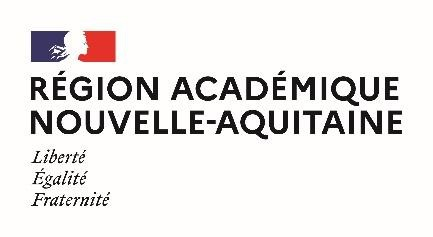 RÉGION ACADÉMIQUE
NOUVELLE-AQUITAINE
Liberté
Égalité
Fraternité